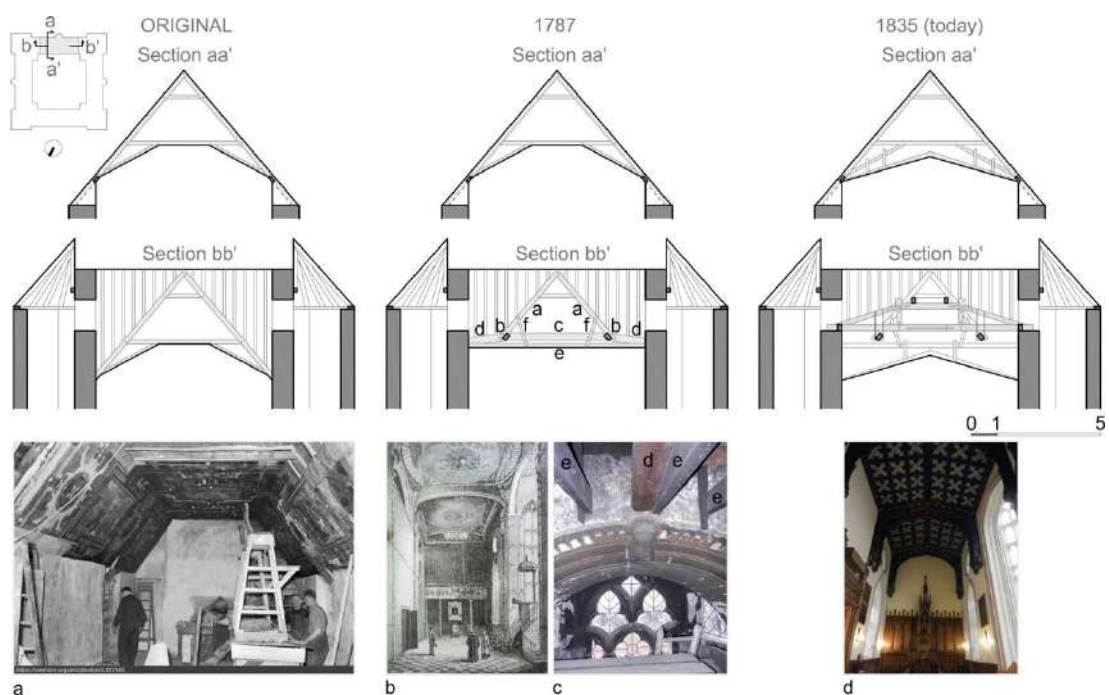 a
b b'
a'
ORIGINAL
Section aa'
1787
Section aa'
1835 (today)
Section aa'
Section bb'
Section bb'
a a
d b f c f b d
e
Section bb'
0 1 5
e d e
e
a
b
c
d